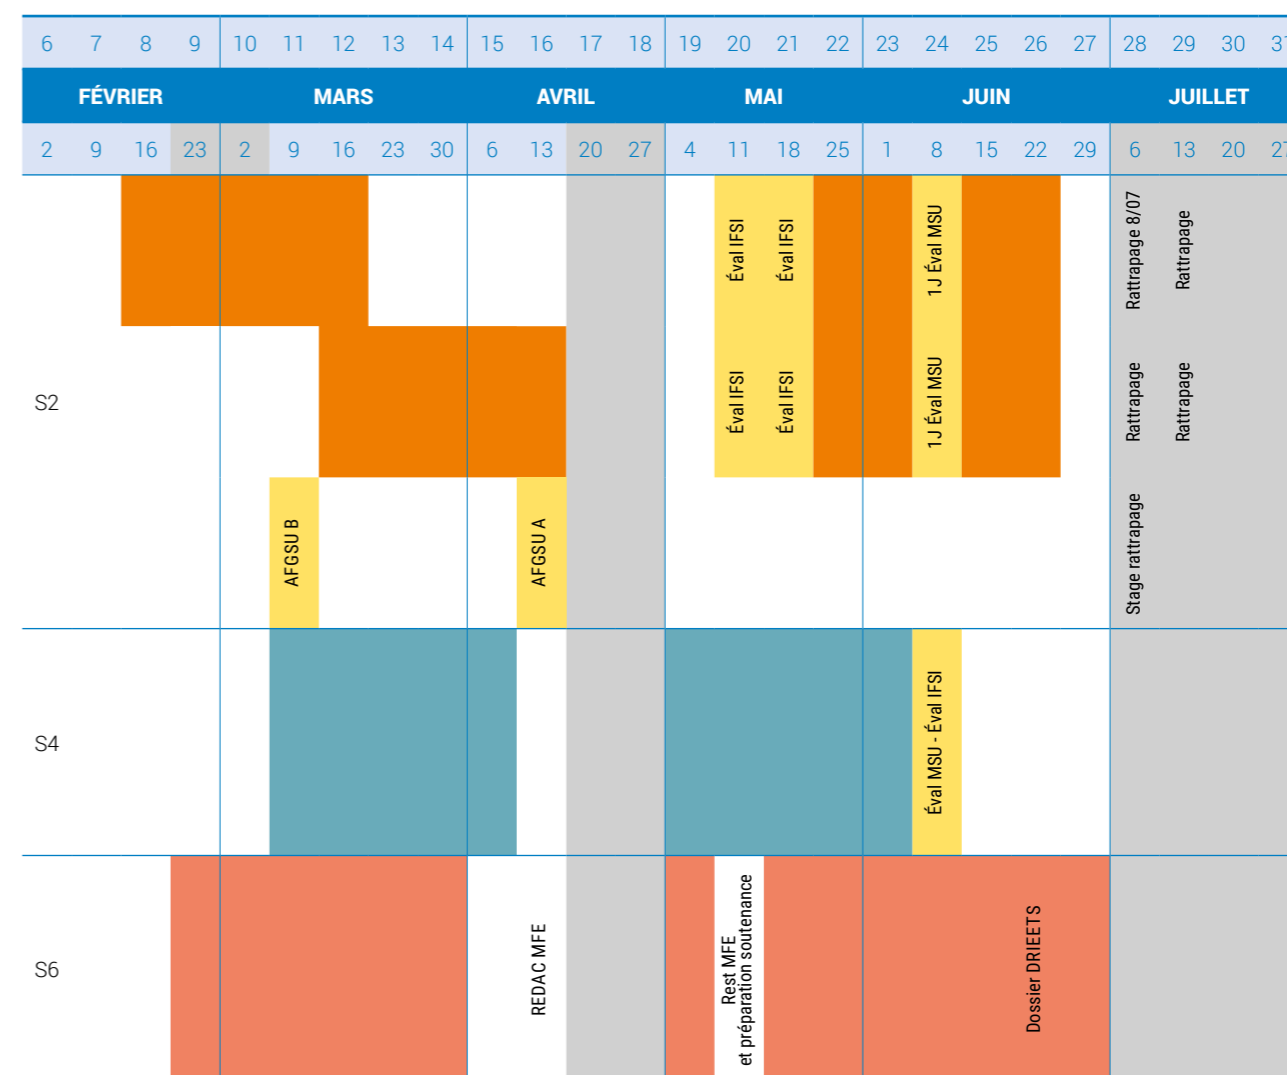 6 7 8 9 10 11 12 13 14 15 16 17 18 19 20 21 22 23 24 25 26 27 28 29 30 31
FÉVRIER MARS AVRIL MAI JUIN JUILLET
2 9 16 23 2 9 16 23 30 6 13 20 27 4 11 18 25 1 8 15 22 29 6 13 20 27
Éval IFSI
Éval IFSI
1J Éval MSU
Rattrapage 8/07
Rattrapage
S2
Éval IFSI
Éval IFSI
1J Éval MSU
Rattrapage
Rattrapage
AFGSU B
AFGSU A
Stage rattrapage
S4
Éval MSU - Éval IFSI
S6
REDAC MFE
Rest MFE
et préparation soutenance
Dossier DRIEETS